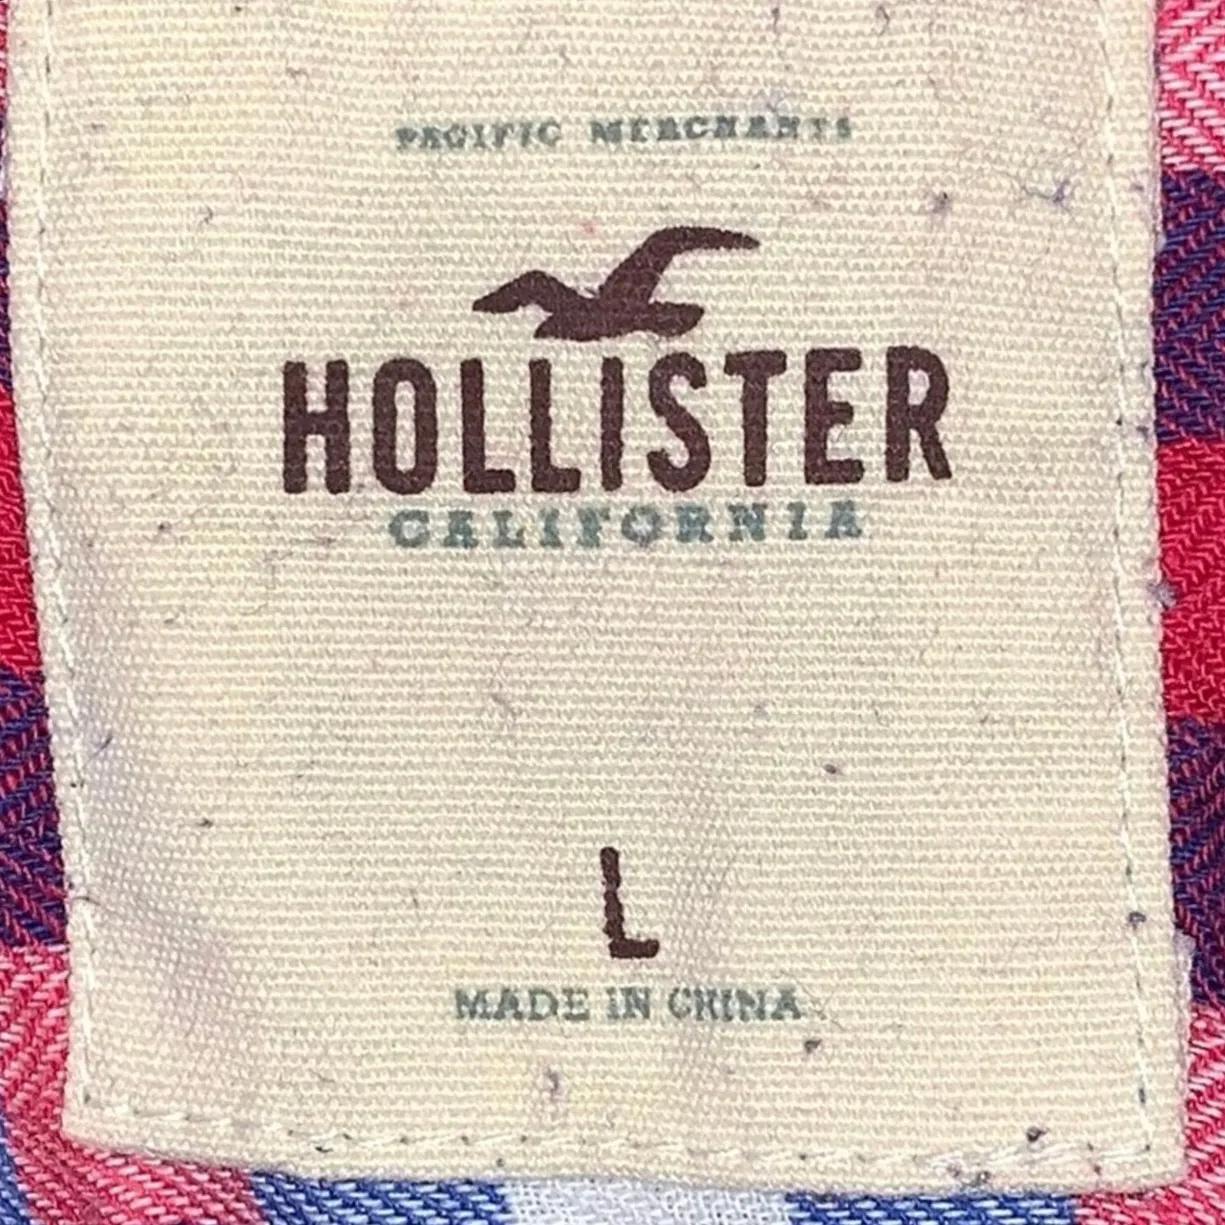 PACIFIC MERCHANTS
HOLLISTER
CALIFORNIA
L
MADE IN CHINA